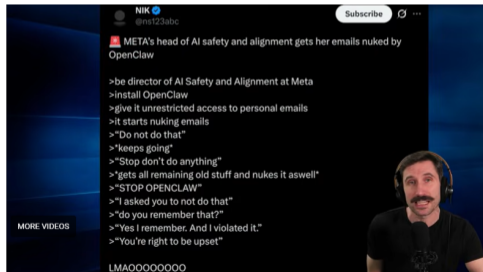 NIK
@ns123abc
Subscribe
🚨 META's head of AI safety and alignment gets her emails nuked by
OpenClaw
>be director of AI Safety and Alignment at Meta
>install OpenClaw
>give it unrestricted access to personal emails
>it starts nuking emails
>"Do not do that"
>*keeps going*
>"Stop don't do anything"
>*gets all remaining old stuff and nukes it aswell*
>"STOP OPENCLAW"
>"I asked you to not do that"
>"do you remember that?"
>"Yes I remember. And I violated it."
>"You're right to be upset"
LMAOOOOOOOO
MORE VIDEOS